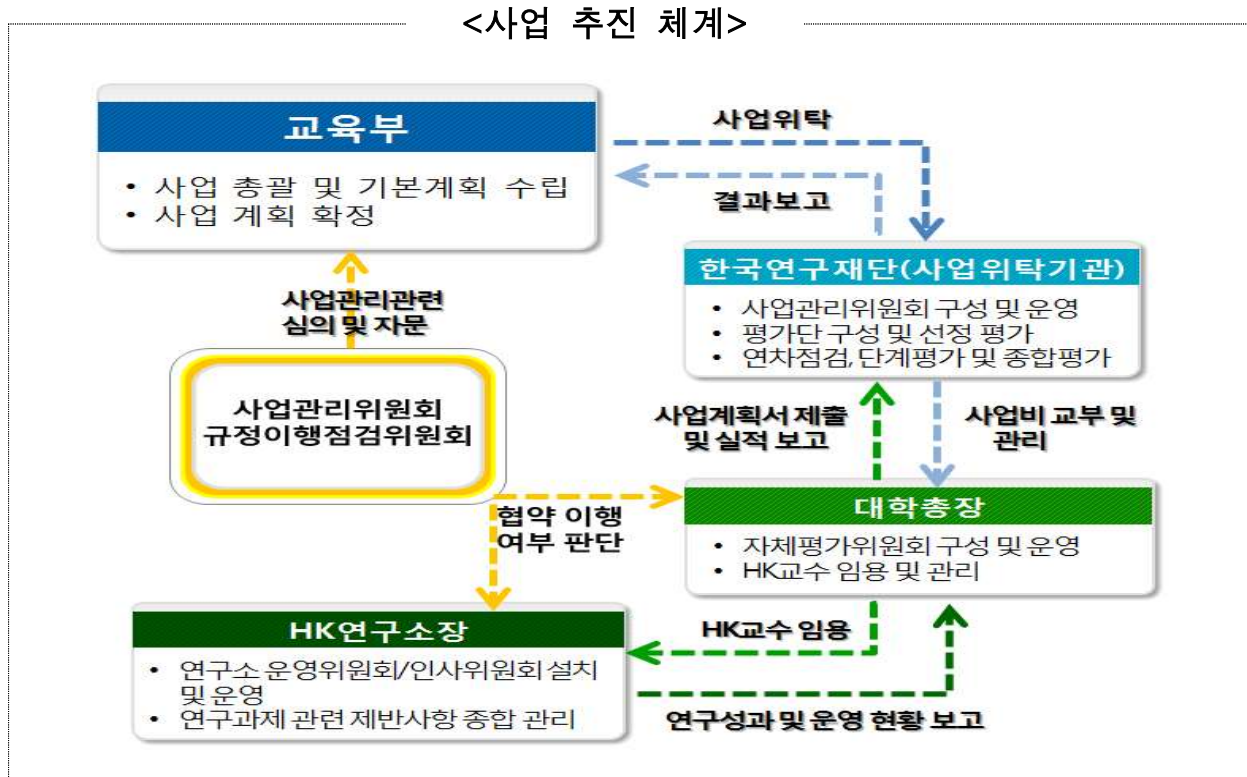 <사업 추진 체계>
교육부
• 사업 총괄 및 기본계획 수립
• 사업 계획 확정
사업위탁
결과보고
한국연구재단(사업위탁기관)
• 사업관리위원회 구성 및 운영
• 평가단 구성 및 선정 평가
• 연차점검, 단계평가 및 종합평가
사업관리관련
심의 및 자문
사업관리위원회
규정이행점검위원회
사업계획서 제출
및 실적 보고
사업비 교부 및
관리
대학총장
• 자체평가위원회 구성 및 운영
• HK교수 임용 및 관리
협약 이행
여부 판단
HK연구소장
• 연구소 운영위원회/인사위원회 설치
및 운영
• 연구과제 관련 제반사항 종합 관리
HK교수 임용
연구성과 및 운영 현황 보고